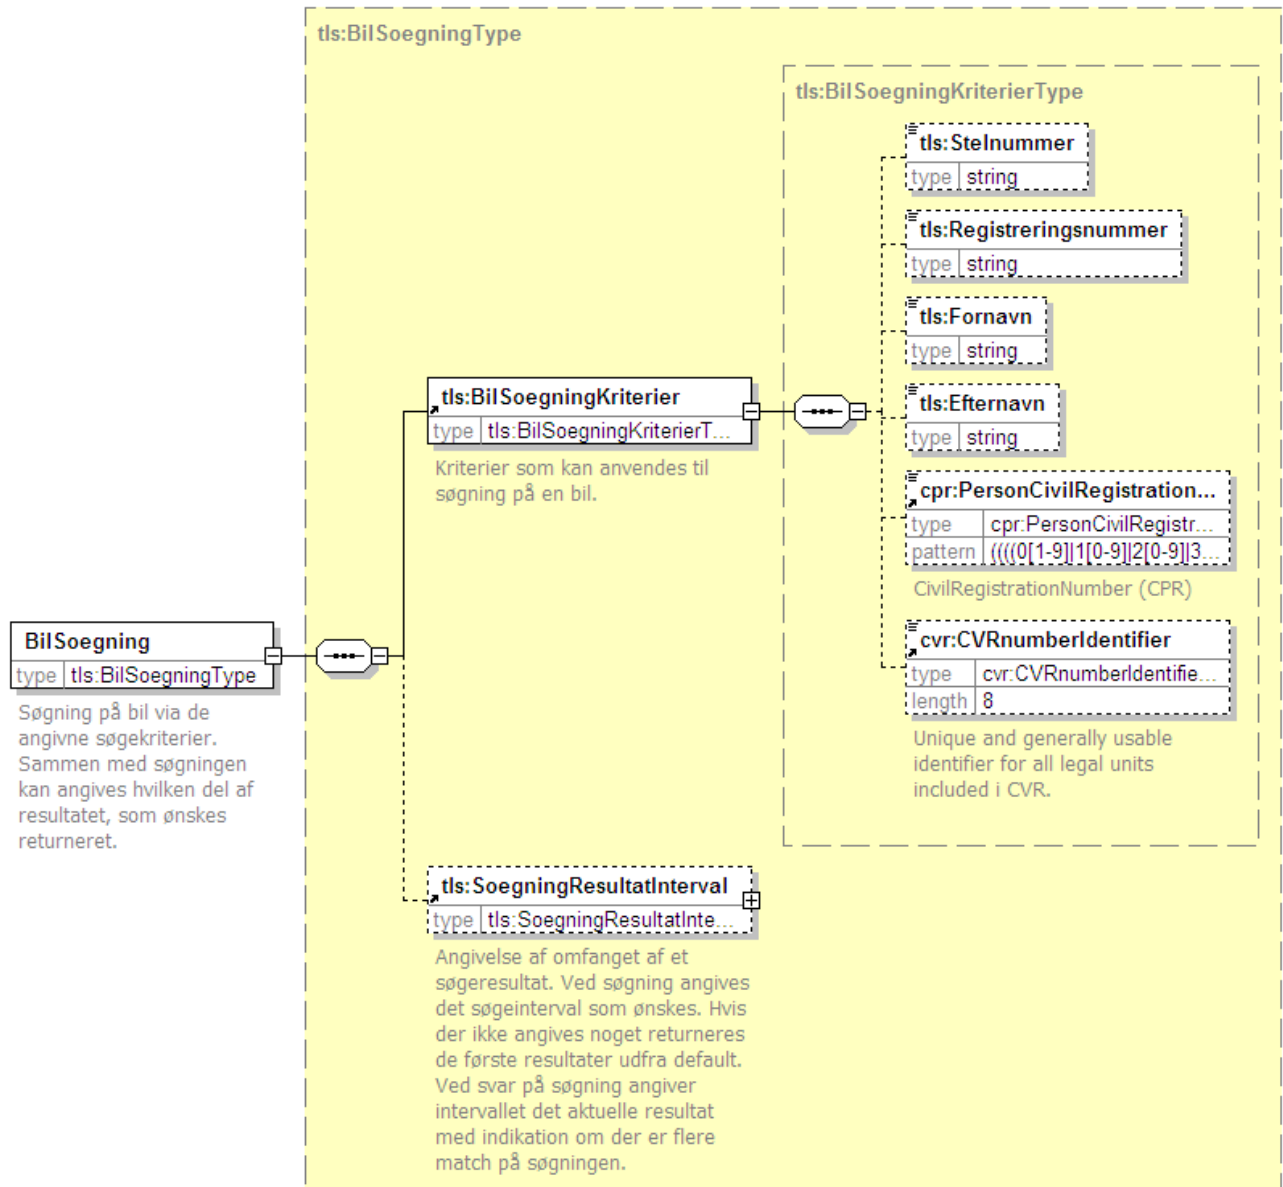 tls:BilSoegningType
tls:BilSoegningKriterierType
tls:Stelnummer
type string
tls:Registreringsnummer
type string
tls:Fornavn
type string
tls:Efternavn
type string
tls:BilSoegningKriterier
type tls:BilSoegningKriterierT...
Kriterier som kan anvendes til
søgning på en bil.
cpr:PersonCivilRegistration...
type cpr:PersonCivilRegistr...
pattern ((((0[1-9]|1[0-9]|2[0-9]|3...
CivilRegistrationNumber (CPR)
cvr:CVRnumberIdentifier
type cvr:CVRnumberIdentifie...
length 8
Unique and generally usable
identifier for all legal units
included i CVR.
BilSoegning
type tls:BilSoegningType
Søgning på bil via de
angivne søgekriterier.
Sammen med søgningen
kan angives hvilken del af
resultatet, som ønskes
returneret.
tls:SoegningResultatInterval
type tls:SoegningResultatInte...
Angivelse af omfanget af et
søgeresultat. Ved søgning angives
det søgeinterval som ønskes. Hvis
der ikke angives noget returneres
de første resultater udfra default.
Ved svar på søgning angiver
intervallet det aktuelle resultat
med indikation om der er flere
match på søgningen.